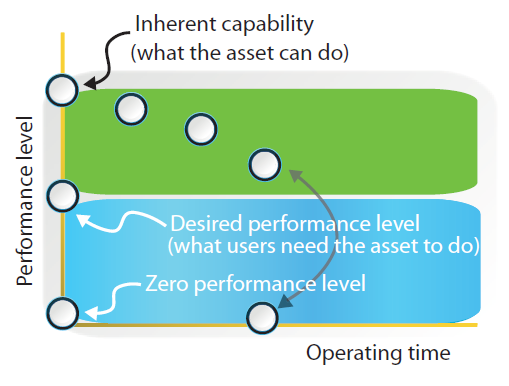 Inherent capability
(what the asset can do)
Performance level
Desired performance level
(what users need the asset to do)
Zero performance level
Operating time